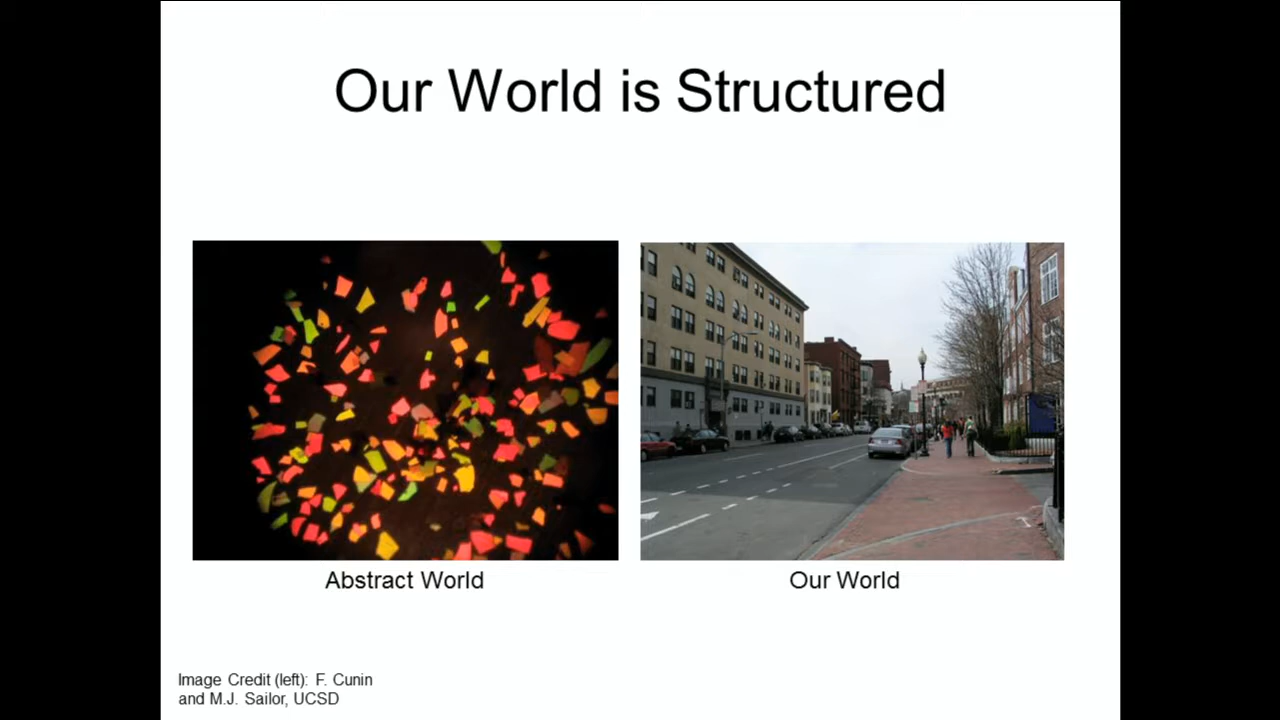 Our World is Structured
Abstract World
Our World
Image Credit (left): F. Cunin
and M.J. Sailor, UCSD